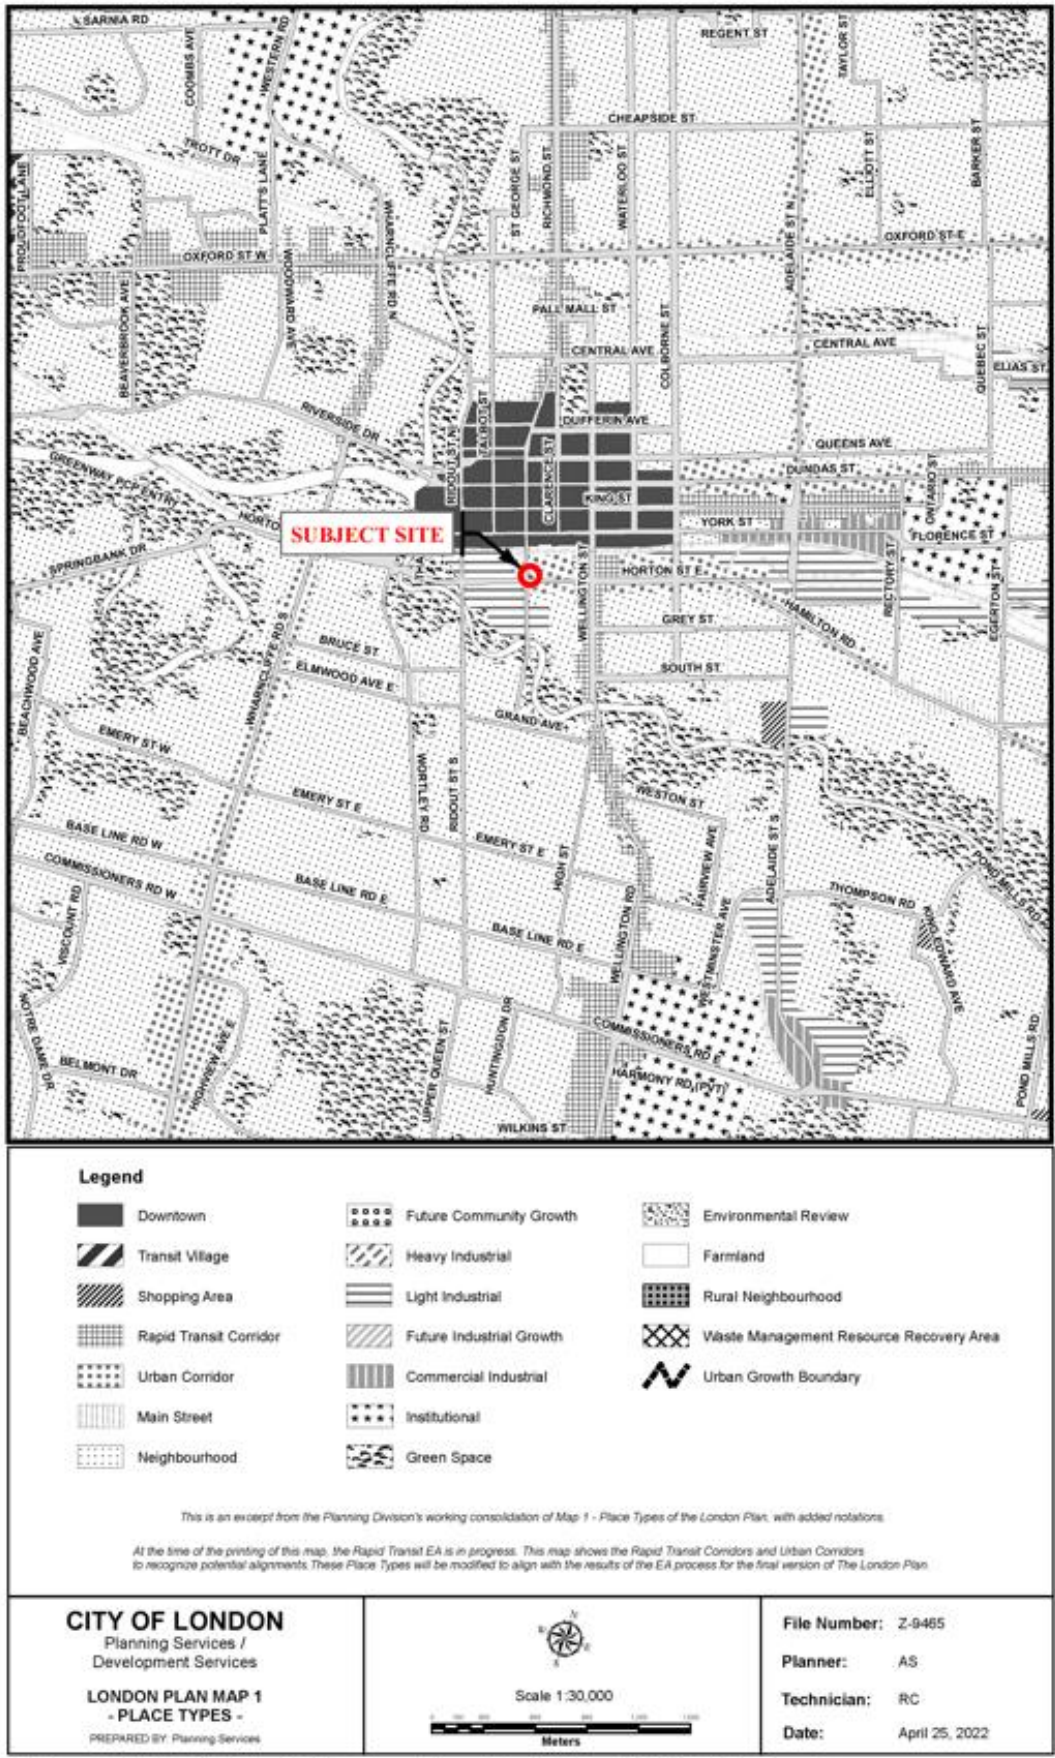 SARNIA RD
COOMBS AVE
WESTERN RD
REGENT ST
TAYLOR ST
CHEAPSIDE ST
TROTT DR
PLATT'S LANE
PROUDFOOT LANE
WHARNCLIFFE RD N
ST GEORGE ST
RICHMOND ST
WATERLOO ST
ELLIOTT ST
BARKER ST
ADELAIDE ST N
OXFORD ST E
OXFORD ST W
WOODWARD AVE
BEAVERBROOK AVE
PALL MALL ST
CENTRAL AVE
COLBORNE ST
CENTRAL AVE
QUEBEC ST
ELIAS ST
RIVERSIDE DR
TALBOT ST
RIDOUT ST N
DUFFERIN AVE
CLARENCE ST
QUEENS AVE
DUNDAS ST
KING ST
YORK ST
ONTARIO ST
FLORENCE ST
GREENWAY PCP ENTRY
SPRINGBANK DR
SUBJECT SITE
HORTON ST E
WELLINGTON ST
RECTORY ST
EGERTON ST
HAMILTON RD
GREY ST
SOUTH ST
BRUCE ST
ELMWOOD AVE E
WHARNCLIFFE RD S
BEACHWOOD AVE
GRAND AVE
EMERY ST W
EMERY ST E
WORTLEY RD
RIDOUT ST S
WESTON ST
EMERY ST E
HIGH ST
FAIRVIEW AVE
ADELAIDE ST S
BASE LINE RD W
COMMISSIONERS RD W
VISCOUNT RD
BASE LINE RD E
BASE LINE RD E
WELLINGTON RD
WESTMINSTER AVE
THOMPSON RD
KING EDWARD AVE
POND MILLS RD
NOTRE DAME DR
BELMONT DR
HIGHVIEW AVE E
UPPER QUEEN ST
HUNTINGDON DR
COMMISSIONERS RD E
HARMONY RD (PVT)
WILKINS ST
POND MILLS RD
Legend
Downtown
Transit Village
Shopping Area
Rapid Transit Corridor
Urban Corridor
Main Street
Neighbourhood
Future Community Growth
Heavy Industrial
Light Industrial
Future Industrial Growth
Commercial Industrial
Institutional
Green Space
Environmental Review
Farmland
Rural Neighbourhood
Waste Management Resource Recovery Area
Urban Growth Boundary
This is an excerpt from the Planning Division's working consolidation of Map 1 - Place Types of the London Plan, with added notations.
At the time of the printing of this map, the Rapid Transit EA is in progress. This map shows the Rapid Transit Corridors and Urban Corridors
to recognize potential alignments. These Place Types will be modified to align with the results of the EA process for the final version of The London Plan.
CITY OF LONDON
Planning Services /
Development Services
LONDON PLAN MAP 1
- PLACE TYPES -
PREPARED BY: Planning Services
N
Scale 1:30,000
Meters
File Number: Z-9465
Planner: AS
Technician: RC
Date: April 25, 2022